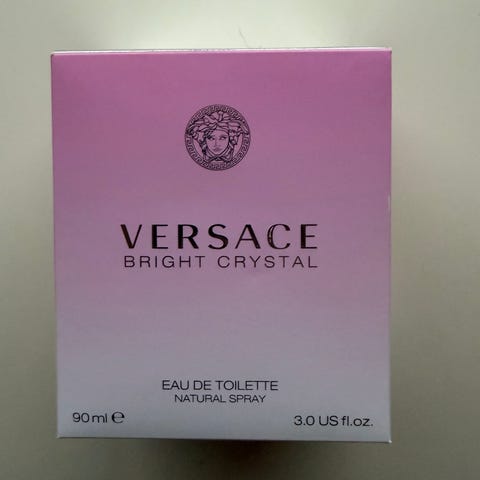 VERSACE
BRIGHT CRYSTAL
EAU DE TOILETTE
NATURAL SPRAY
90 ml ℮ 3.0 US fl.oz.